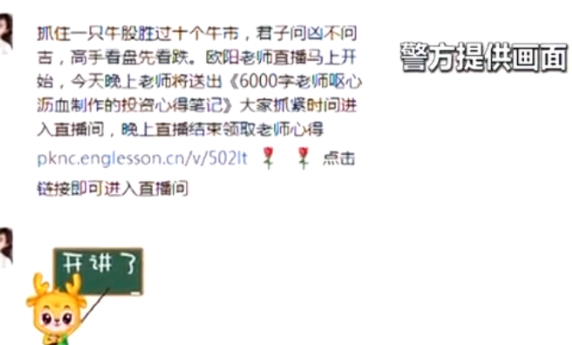 抓住一只牛股胜过十个牛市，君子问凶不问
吉，高手看盘先看跌。欧阳老师直播马上开
始，今天晚上老师将送出《6000字老师呕心
沥血制作的投资心得笔记》大家抓紧时间进
入直播间，晚上直播结束领取老师心得
pknc.englesson.cn/v/502lt 点击
链接即可进入直播间
警方提供画面
开讲了